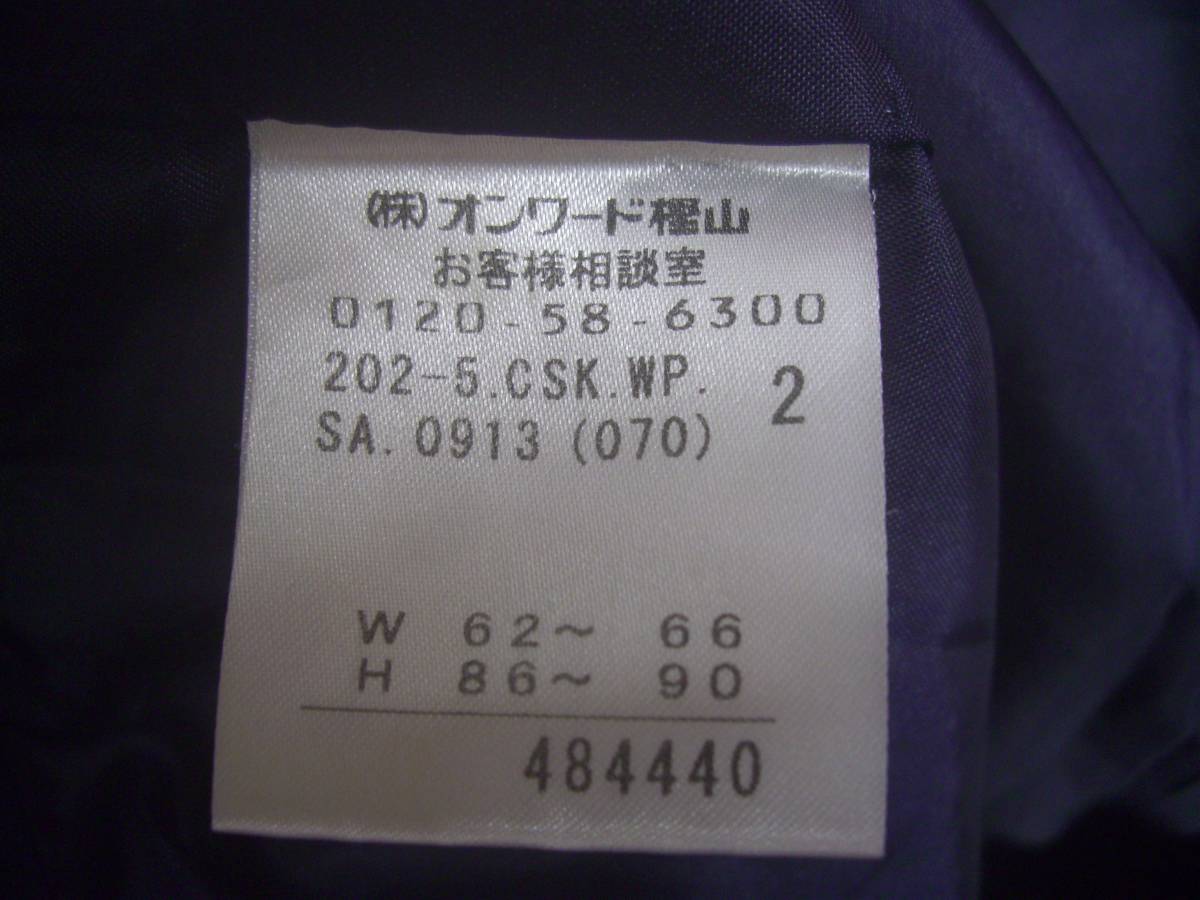 (株)オンワード樫山
お客様相談室
0120-58-6300
202-5.CSK.WP. 2
SA.0913(070)
W 62～ 66
H 86～ 90
484440